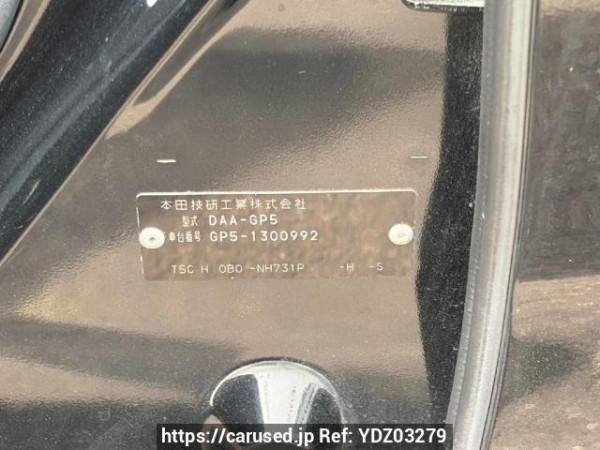 本田技研工業株式会社
型式 DAA-GP5
車台番号 GP5-1300992
T5C H 0B0 -NH731P -H -S
https://carused.jp Ref: YDZ03279